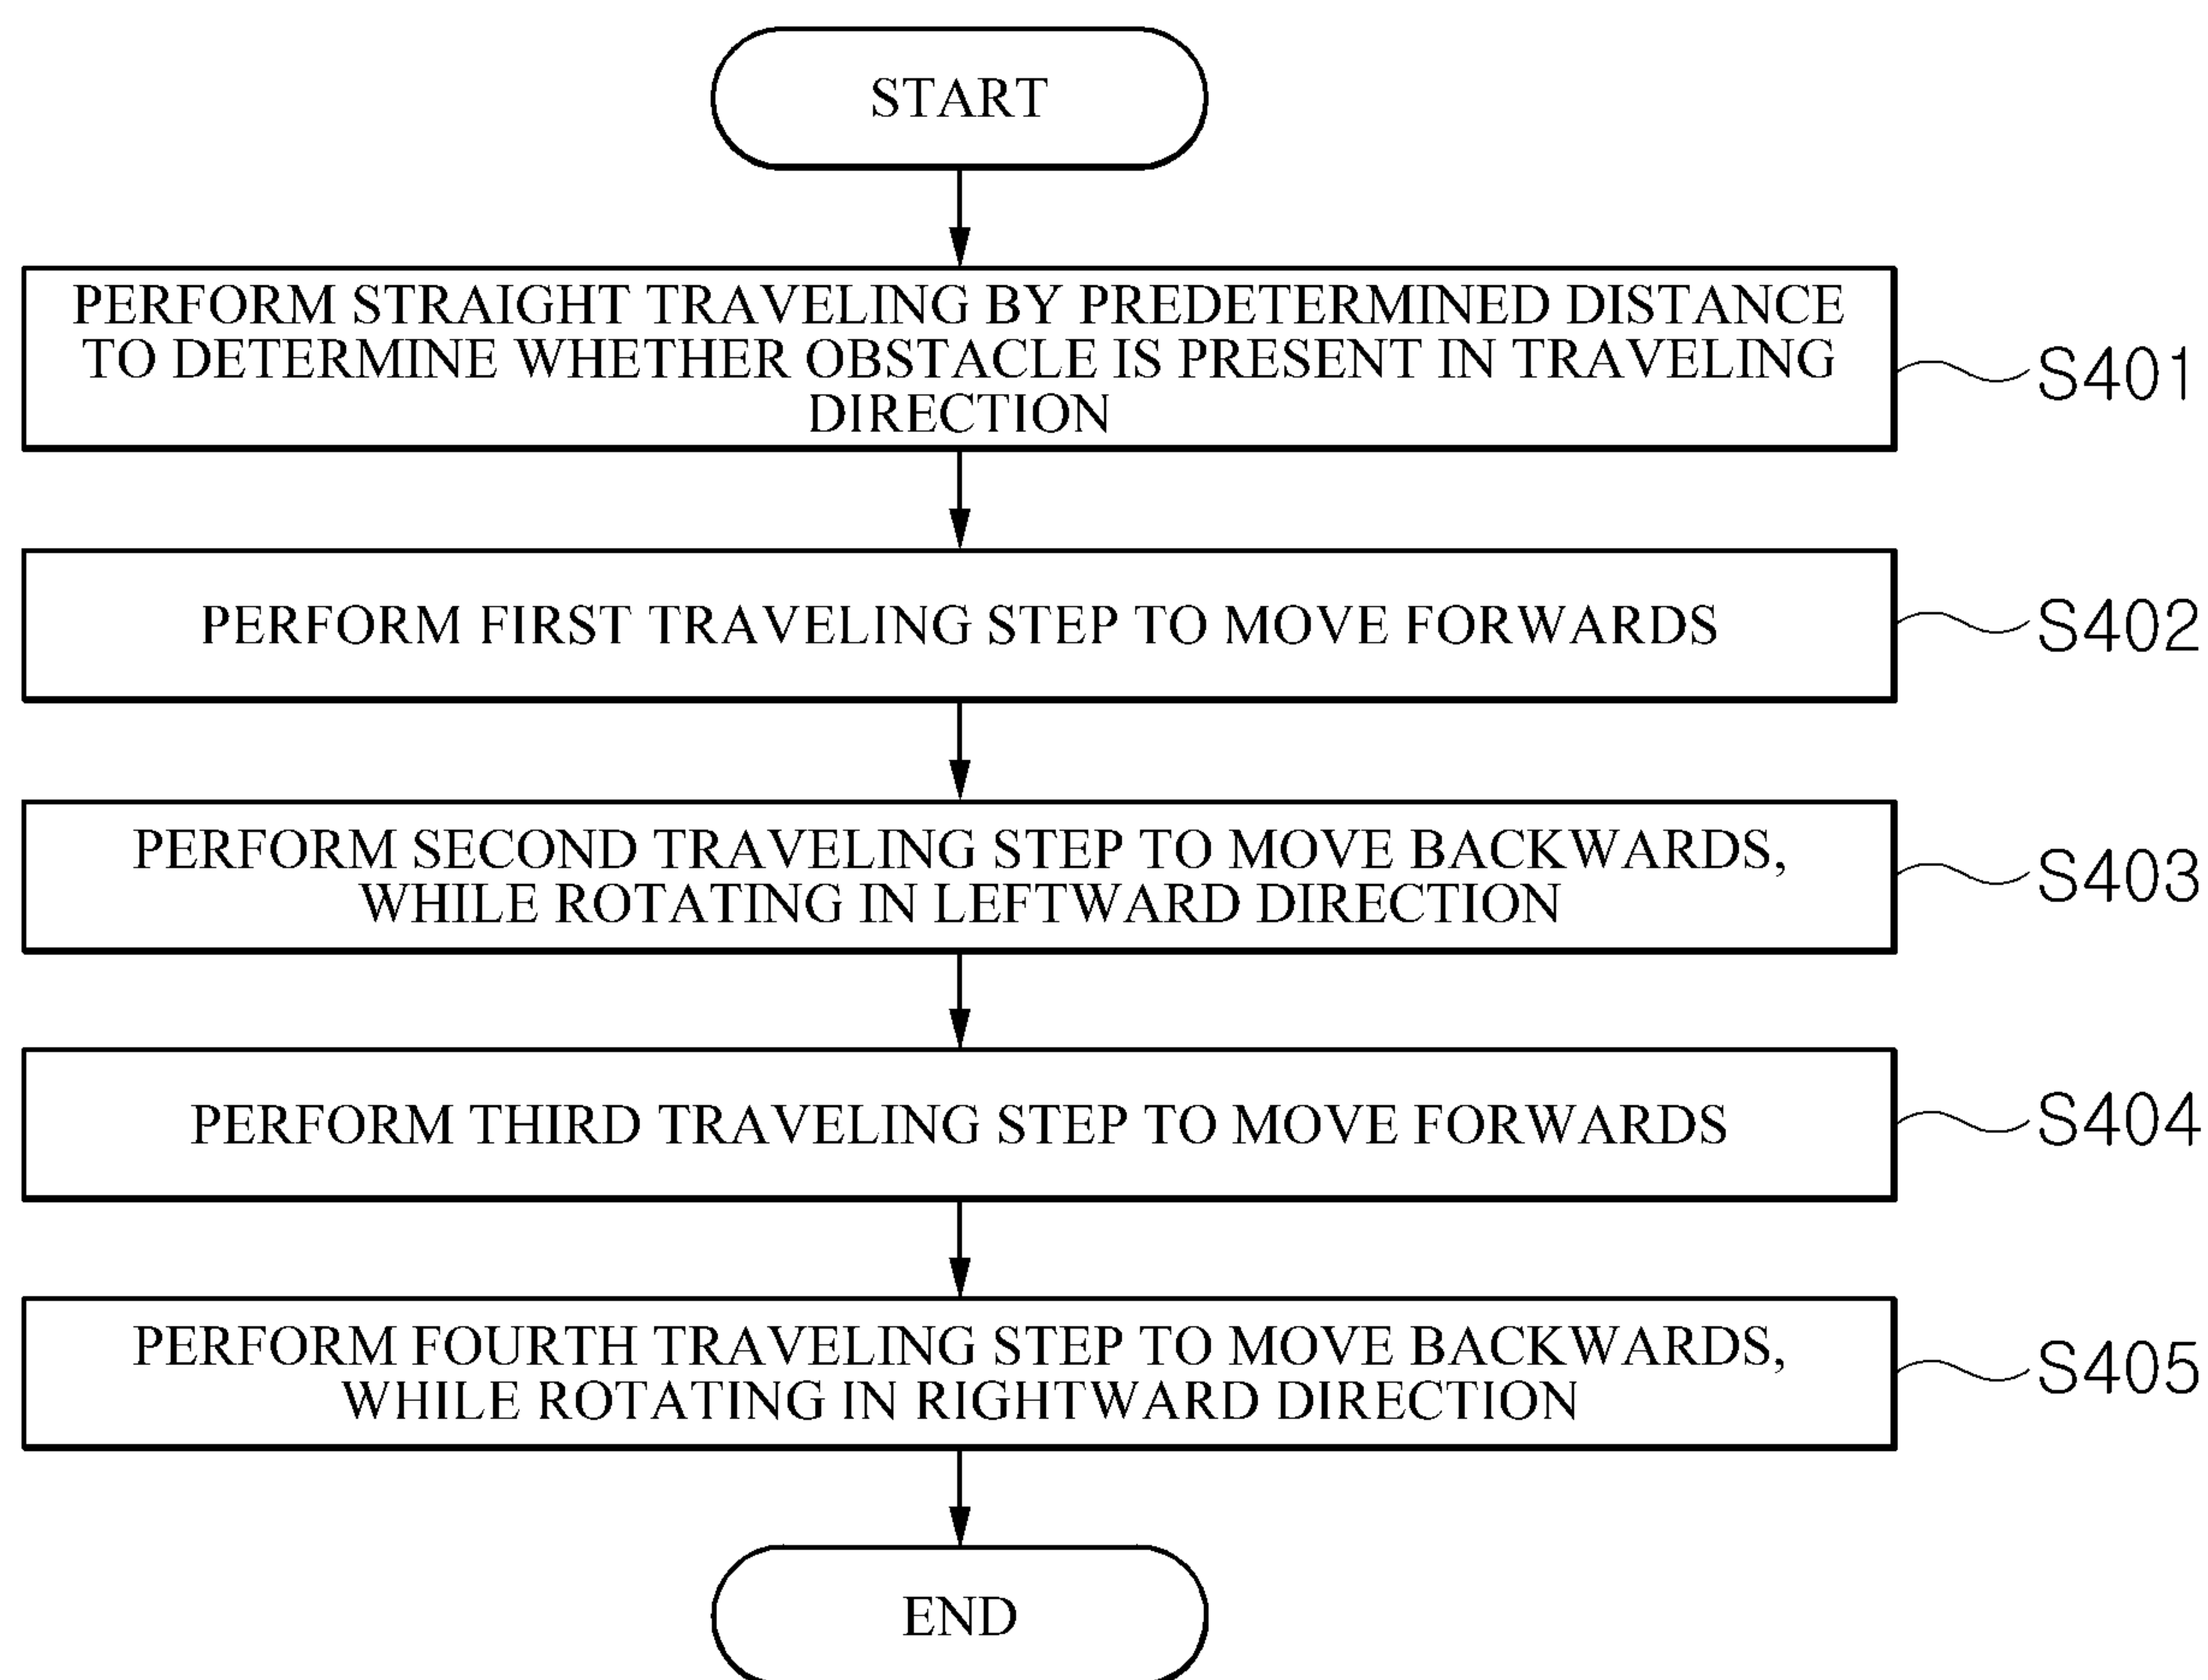 START
PERFORM STRAIGHT TRAVELING BY PREDETERMINED DISTANCE
TO DETERMINE WHETHER OBSTACLE IS PRESENT IN TRAVELING
DIRECTION
S401
PERFORM FIRST TRAVELING STEP TO MOVE FORWARDS
S402
PERFORM SECOND TRAVELING STEP TO MOVE BACKWARDS,
WHILE ROTATING IN LEFTWARD DIRECTION
S403
PERFORM THIRD TRAVELING STEP TO MOVE FORWARDS
S404
PERFORM FOURTH TRAVELING STEP TO MOVE BACKWARDS,
WHILE ROTATING IN RIGHTWARD DIRECTION
S405
END